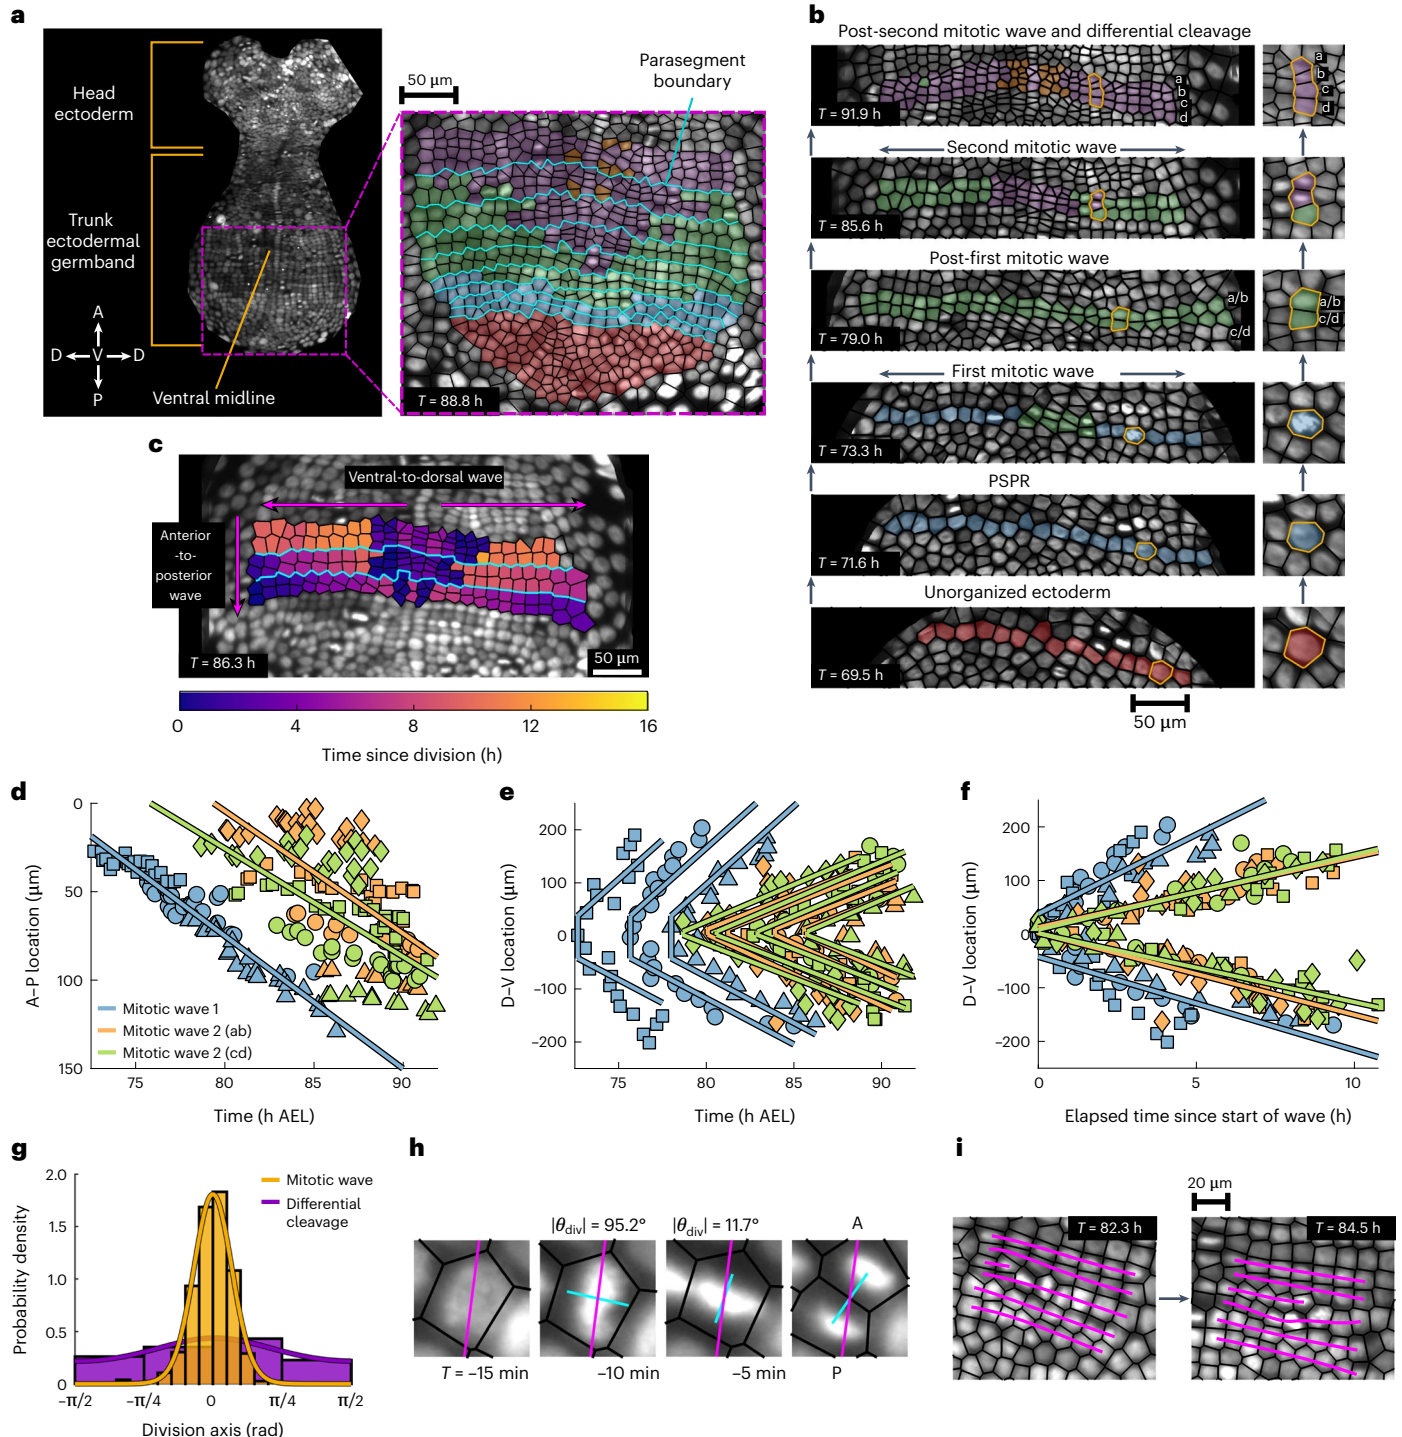 a
Head
ectoderm
Trunk
ectodermal
germband
A
D V D
P
Ventral midline
50 μm
Parasegment
boundary
T = 88.8 h
b
Post-second mitotic wave and differential cleavage
a
b
c
d
T = 91.9 h
a
b
c
d
Second mitotic wave
T = 85.6 h
Post-first mitotic wave
a/b
c/d
T = 79.0 h
a/b
c/d
First mitotic wave
T = 73.3 h
PSPR
T = 71.6 h
Unorganized ectoderm
T = 69.5 h
50 μm
c
Ventral-to-dorsal wave
Anterior
-to-
posterior
wave
T = 86.3 h
50 μm
0 4 8 12 16
Time since division (h)
d
A–P location (μm)
0
50
100
150
Mitotic wave 1
Mitotic wave 2 (ab)
Mitotic wave 2 (cd)
75 80 85 90
Time (h AEL)
e
D–V location (μm)
200
100
0
–100
–200
75 80 85 90
Time (h AEL)
f
D–V location (μm)
200
100
0
–100
–200
0 5 10
Elapsed time since start of wave (h)
g
Probability density
2.0
1.5
1.0
0.5
0
Mitotic wave
Differential
cleavage
–π/2 –π/4 0 π/4 π/2
Division axis (rad)
h
|θdiv| = 95.2° |θdiv| = 11.7° A
T = –15 min –10 min –5 min P
i
20 μm
T = 82.3 h
T = 84.5 h